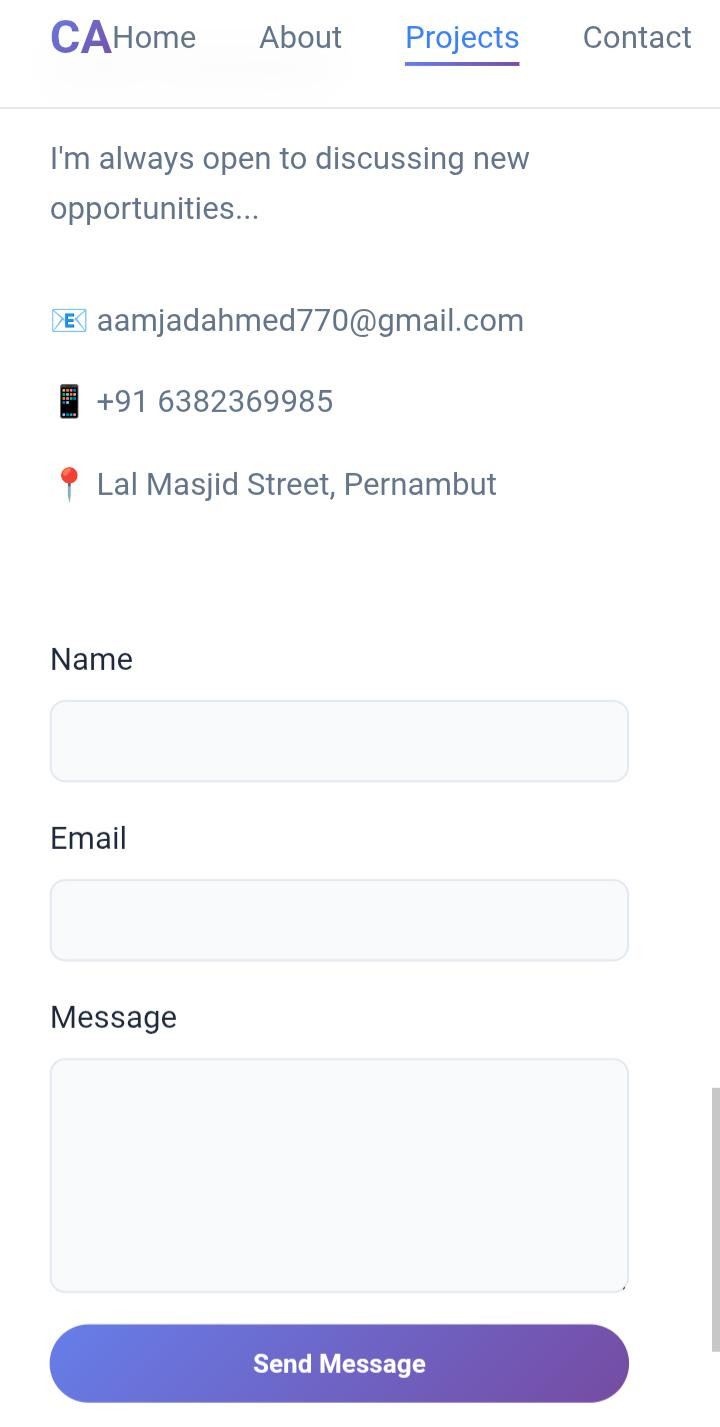 CA Home About Projects Contact
I'm always open to discussing new
opportunities...
📧 aamjadahmed770@gmail.com
📱 +91 6382369985
📍 Lal Masjid Street, Pernambut
Name
Email
Message
Send Message